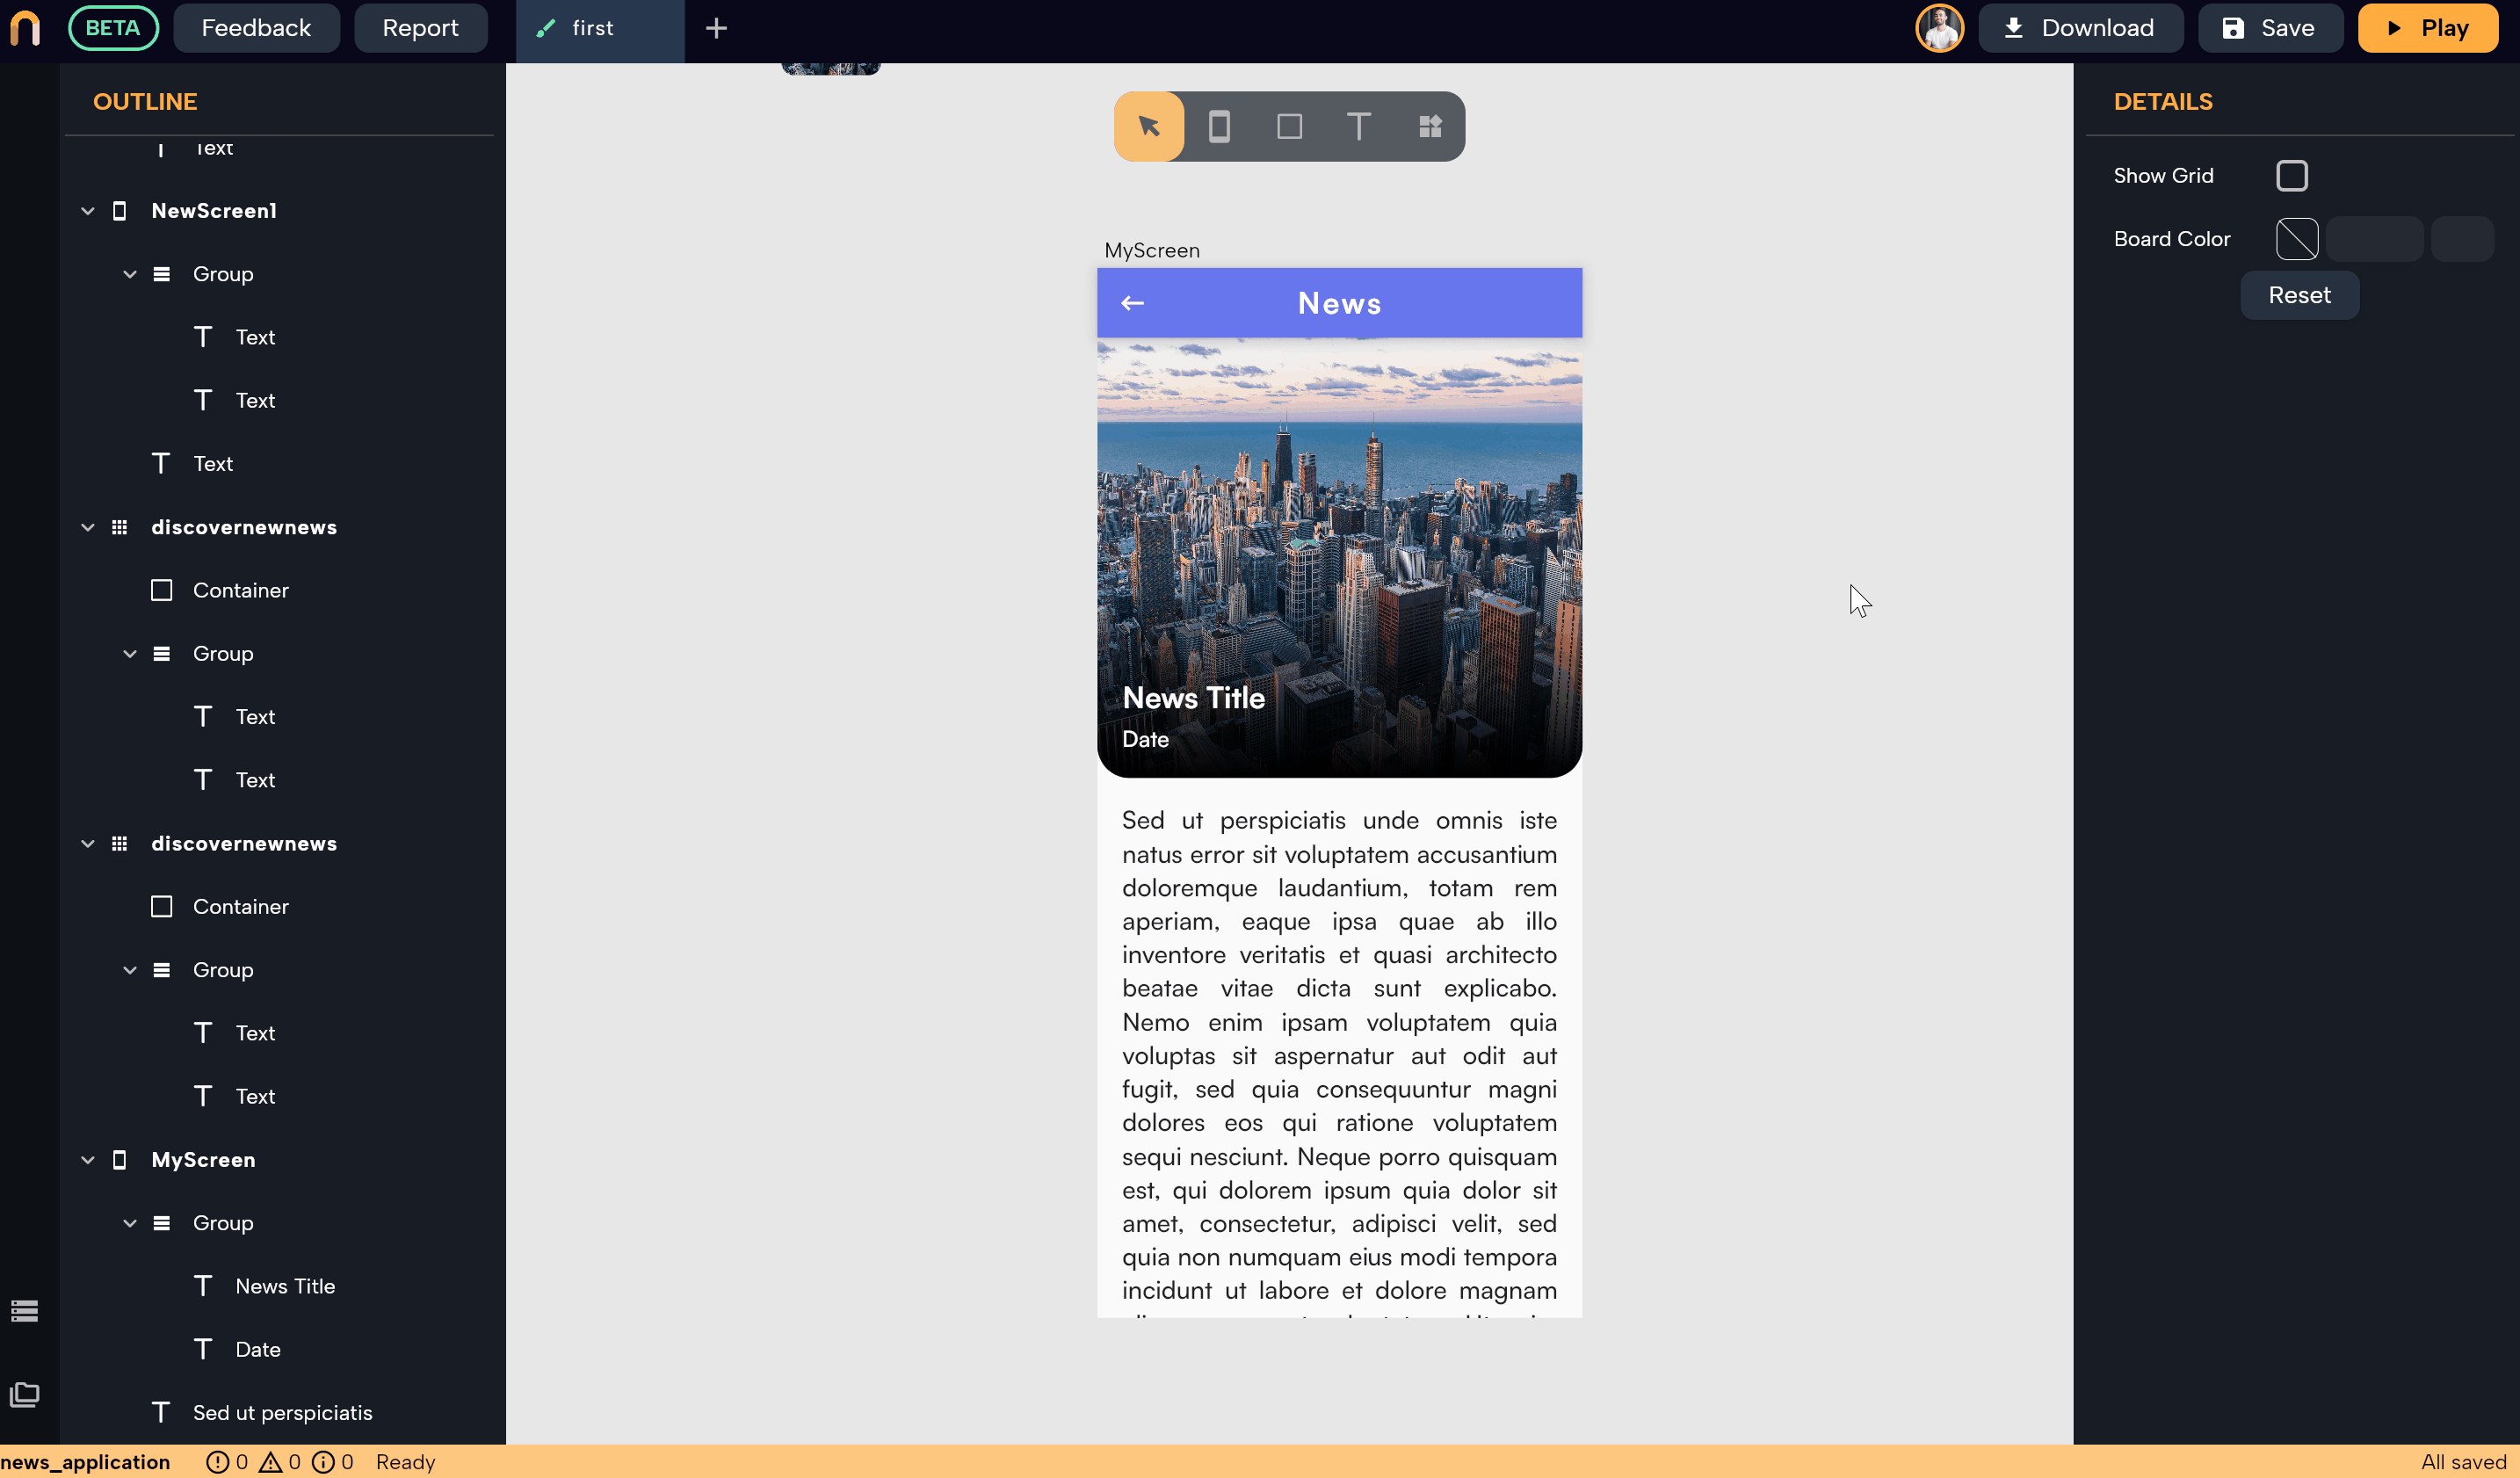 BETA
Feedback
Report
first
Download
Save
Play
OUTLINE
Text
NewScreen1
Group
Text
Text
Text
discovernewnews
Container
Group
Text
Text
discovernewnews
Container
Group
Text
Text
MyScreen
Group
News Title
Date
Sed ut perspiciatis
MyScreen
News
News Title
Date
Sed ut perspiciatis unde omnis iste
natus error sit voluptatem accusantium
doloremque laudantium, totam rem
aperiam, eaque ipsa quae ab illo
inventore veritatis et quasi architecto
beatae vitae dicta sunt explicabo.
Nemo enim ipsam voluptatem quia
voluptas sit aspernatur aut odit aut
fugit, sed quia consequuntur magni
dolores eos qui ratione voluptatem
sequi nesciunt. Neque porro quisquam
est, qui dolorem ipsum quia dolor sit
amet, consectetur, adipisci velit, sed
quia non numquam eius modi tempora
incidunt ut labore et dolore magnam
DETAILS
Show Grid
Board Color
Reset
news_application
0 0 0 Ready
All saved